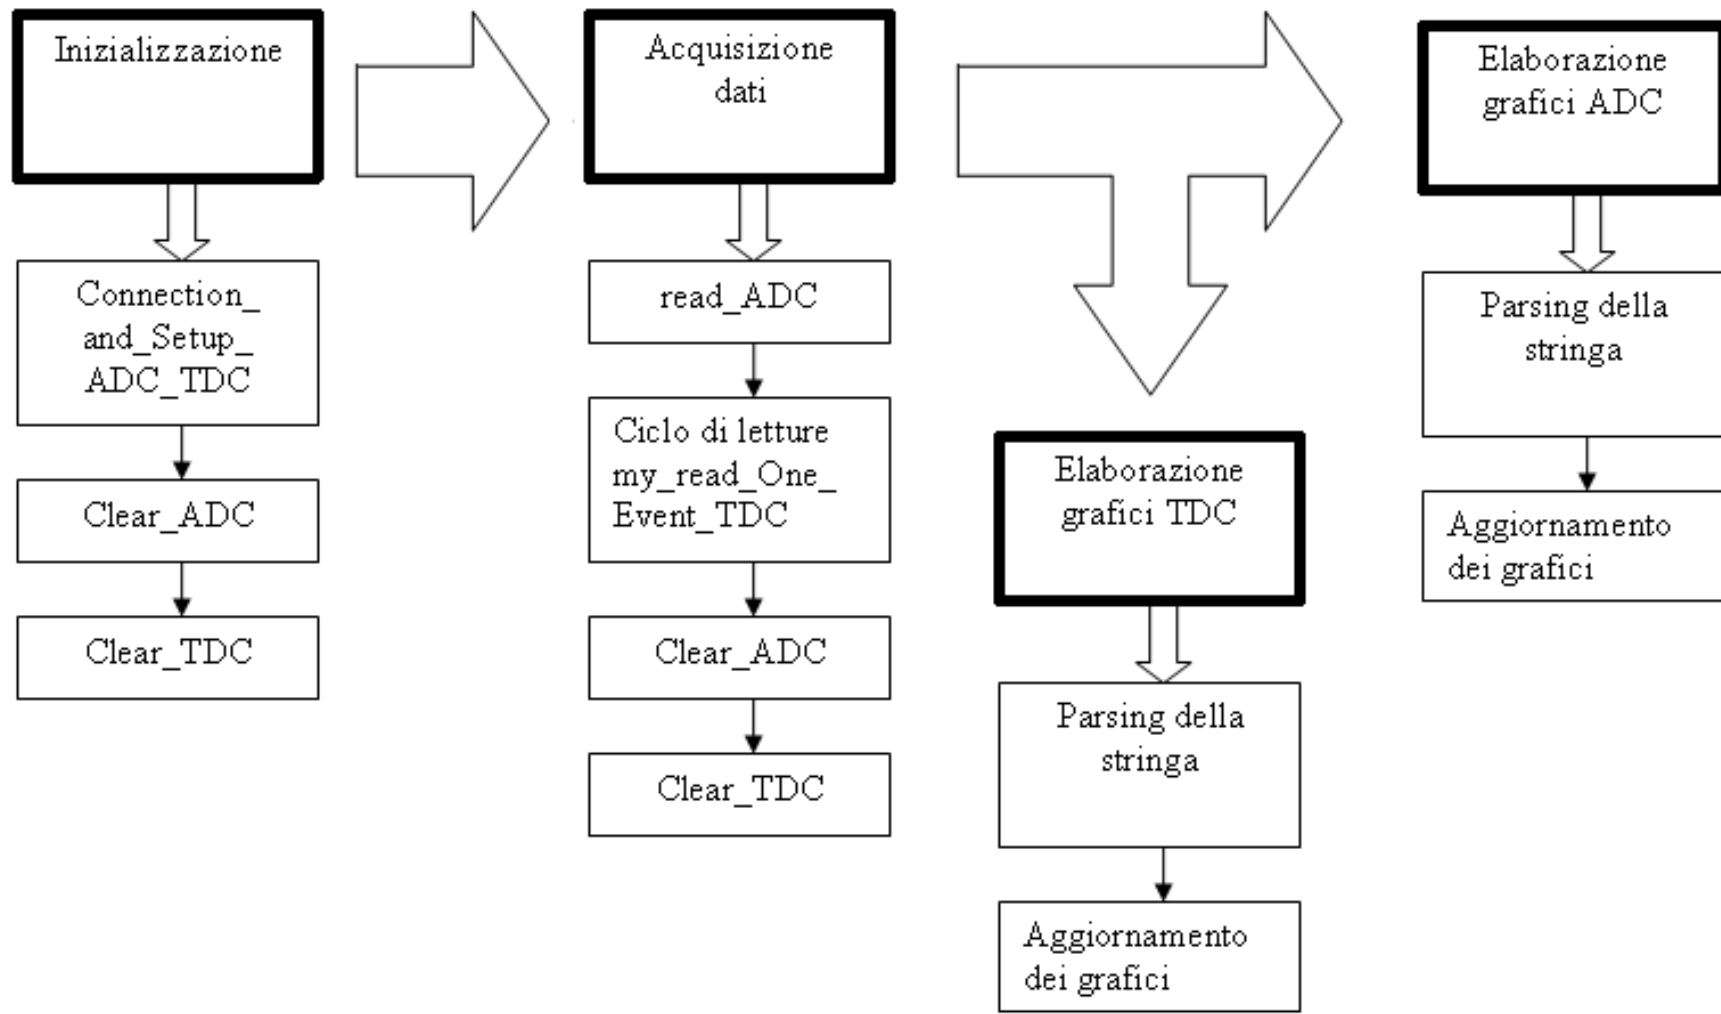 Inizializzazione
Connection_
and_Setup_
ADC_TDC
Clear_ADC
Clear_TDC
Acquisizione
dati
read_ADC
Ciclo di letture
my_read_One_
Event_TDC
Clear_ADC
Clear_TDC
Elaborazione
grafici TDC
Parsing della
stringa
Aggiornamento
dei grafici
Elaborazione
grafici ADC
Parsing della
stringa
Aggiornamento
dei grafici